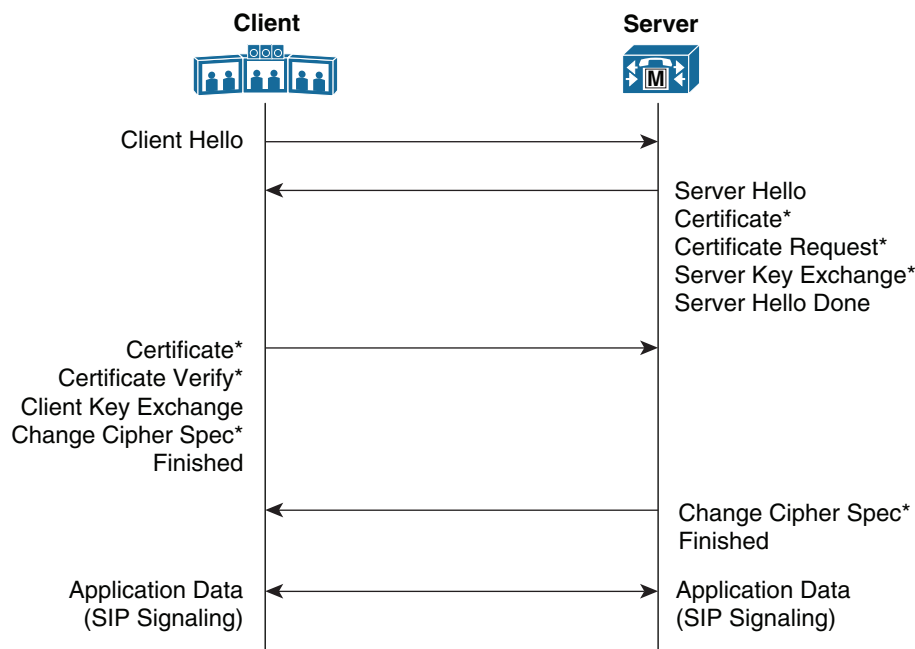 Client
Server
M
Client Hello
Server Hello
Certificate*
Certificate Request*
Server Key Exchange*
Server Hello Done
Certificate*
Certificate Verify*
Client Key Exchange
Change Cipher Spec*
Finished
Change Cipher Spec*
Finished
Application Data
(SIP Signaling)
Application Data
(SIP Signaling)